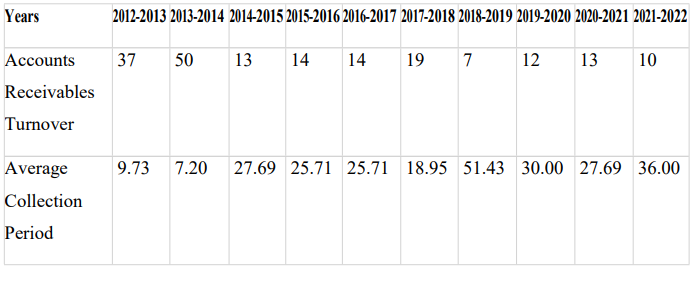 Years 2012-2013 2013-2014 2014-2015 2015-2016 2016-2017 2017-2018 2018-2019 2019-2020 2020-2021 2021-2022
Accounts 37 50 13 14 14 19 7 12 13 10
Receivables
Turnover
Average 9.73 7.20 27.69 25.71 25.71 18.95 51.43 30.00 27.69 36.00
Collection
Period